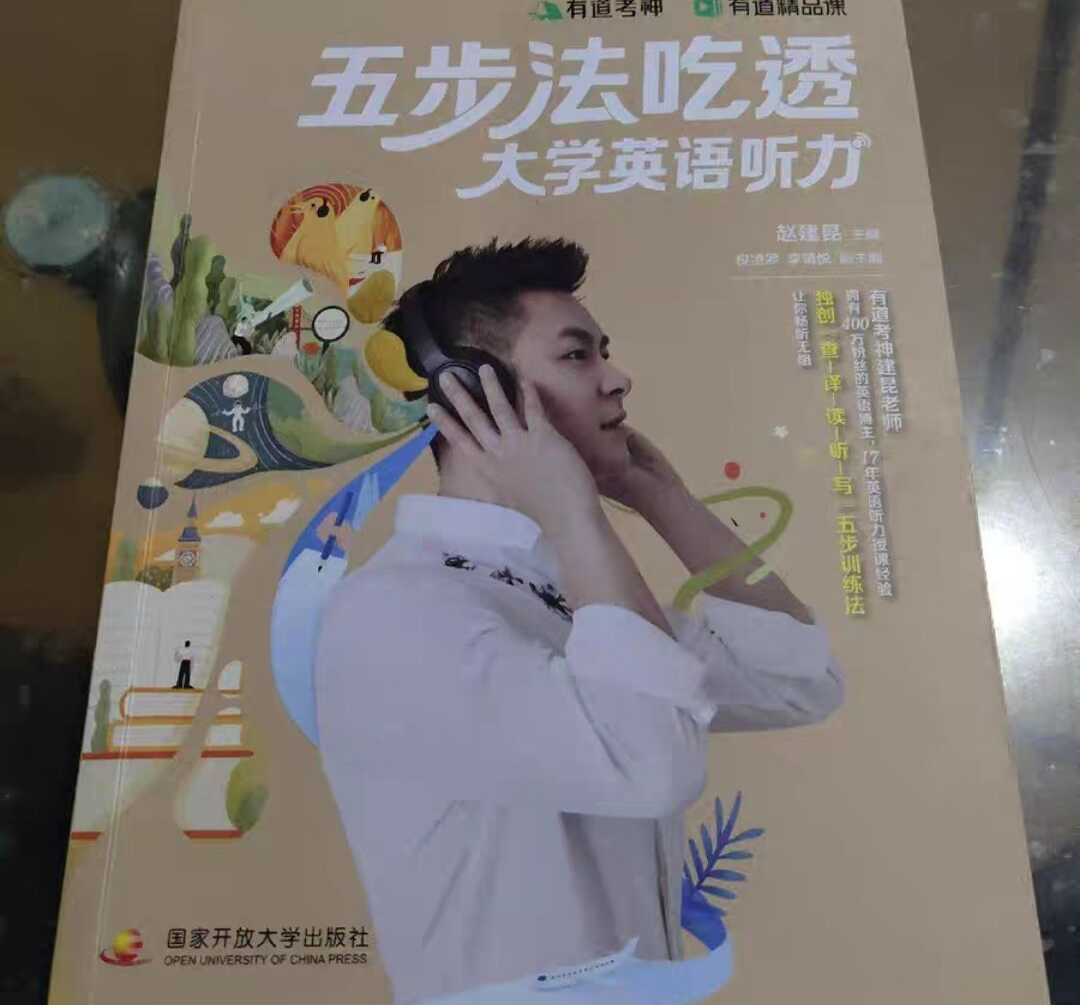 有道考神 有道精品课
五步法吃透
大学英语听力
赵建昆 主编
副主编
有道考神建昆老师
拥有400万粉丝的英语博主，17年英语听力授课经验
独创“查—译—读—听—写”五步训练法
让你畅听无阻
国家开放大学出版社
OPEN UNIVERSITY OF CHINA PRESS